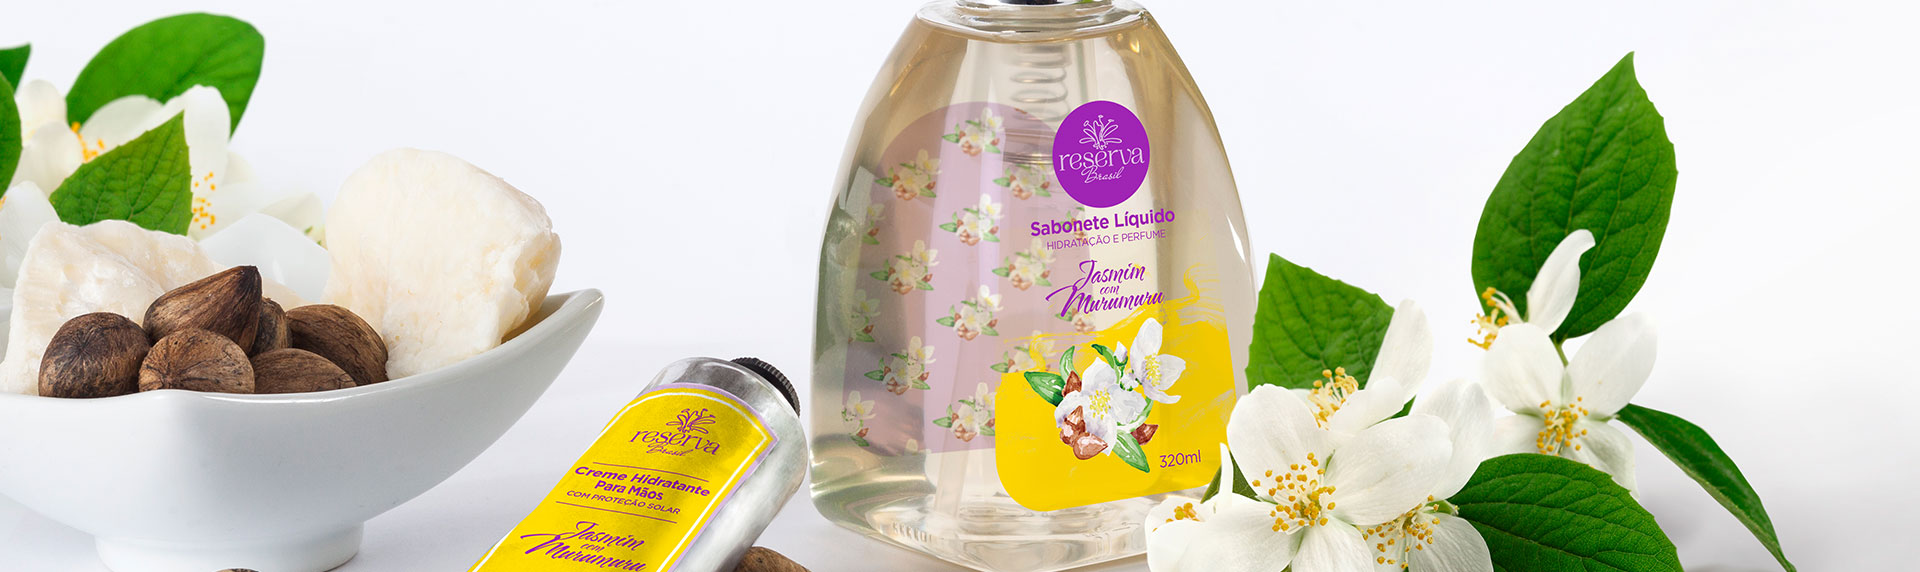 reserva
Brasil
Sabonete Líquido
HIDRATAÇÃO E PERFUME
Jasmim
com
Murumuru
320ml
reserva
Brasil
Creme Hidratante
Para Mãos
COM PROTEÇÃO SOLAR
Jasmim
com
Murumuru